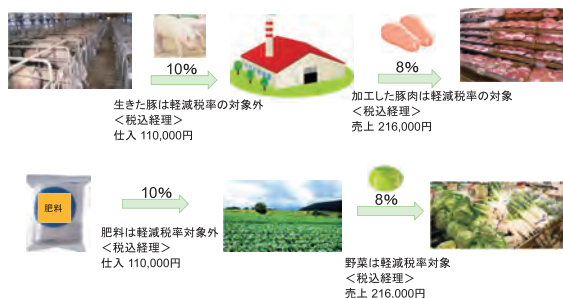 10%
8%
生きた豚は軽減税率の対象外
＜税込経理＞
仕入 110,000円
加工した豚肉は軽減税率の対象
＜税込経理＞
売上 216,000円
肥料
10%
8%
肥料は軽減税率対象外
＜税込経理＞
仕入 110,000円
野菜は軽減税率対象
＜税込経理＞
売上 216,000円